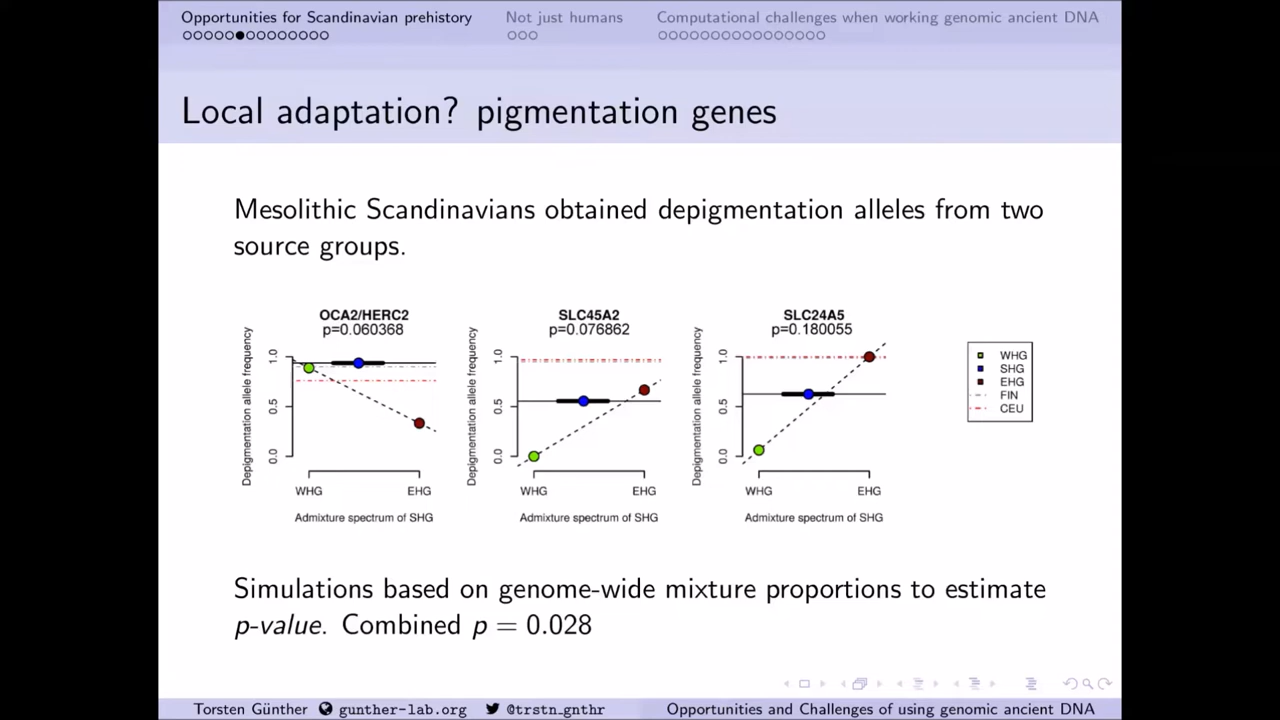 Opportunities for Scandinavian prehistory Not just humans Computational challenges when working genomic ancient DNA
Local adaptation? pigmentation genes
Mesolithic Scandinavians obtained depigmentation alleles from two
source groups.
OCA2/HERC2
p=0.060368
Depigmentation allele frequency
1.0
0.5
0.0
WHG EHG
Admixture spectrum of SHG
SLC45A2
p=0.076862
Depigmentation allele frequency
1.0
0.5
0.0
WHG EHG
Admixture spectrum of SHG
SLC24A5
p=0.180055
Depigmentation allele frequency
1.0
0.5
0.0
WHG EHG
Admixture spectrum of SHG
WHG
SHG
EHG
FIN
CEU
Simulations based on genome-wide mixture proportions to estimate
p-value. Combined p = 0.028
Torsten Günther gunther-lab.org @trstn_gnthr Opportunities and Challenges of using genomic ancient DNA